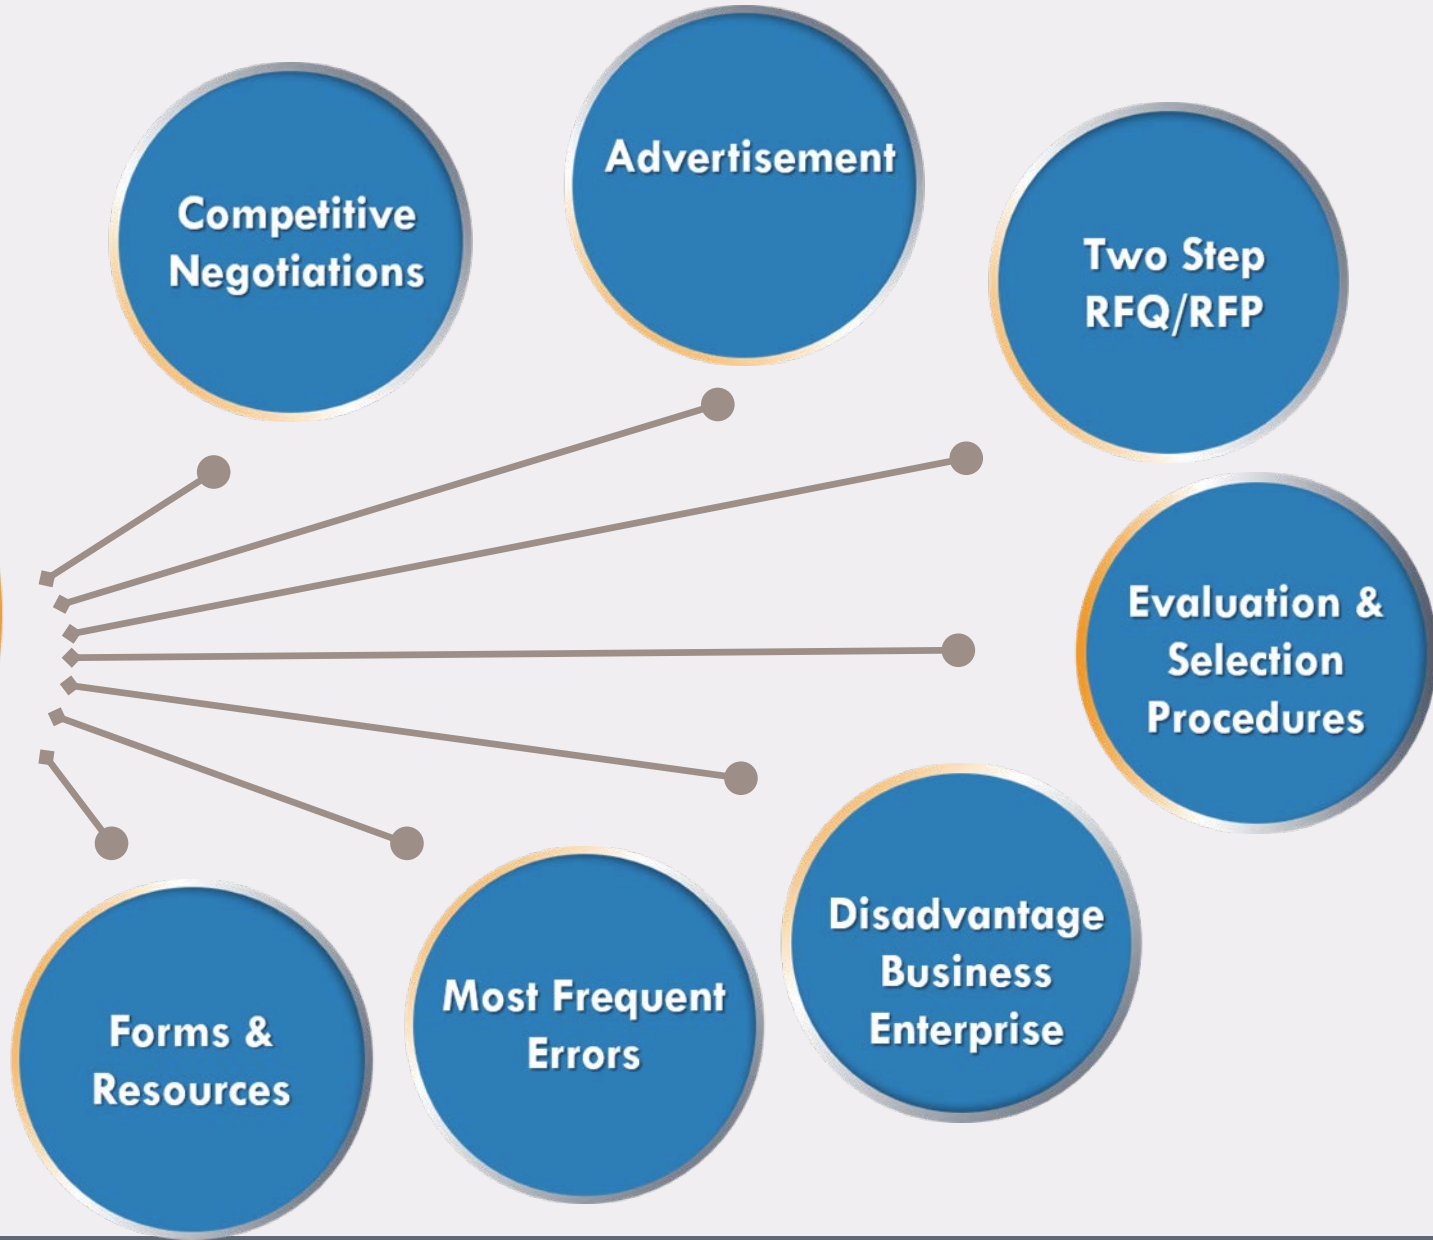 Competitive
Negotiations
Advertisement
Two Step
RFQ/RFP
Evaluation &
Selection
Procedures
Disadvantage
Business
Enterprise
Most Frequent
Errors
Forms &
Resources